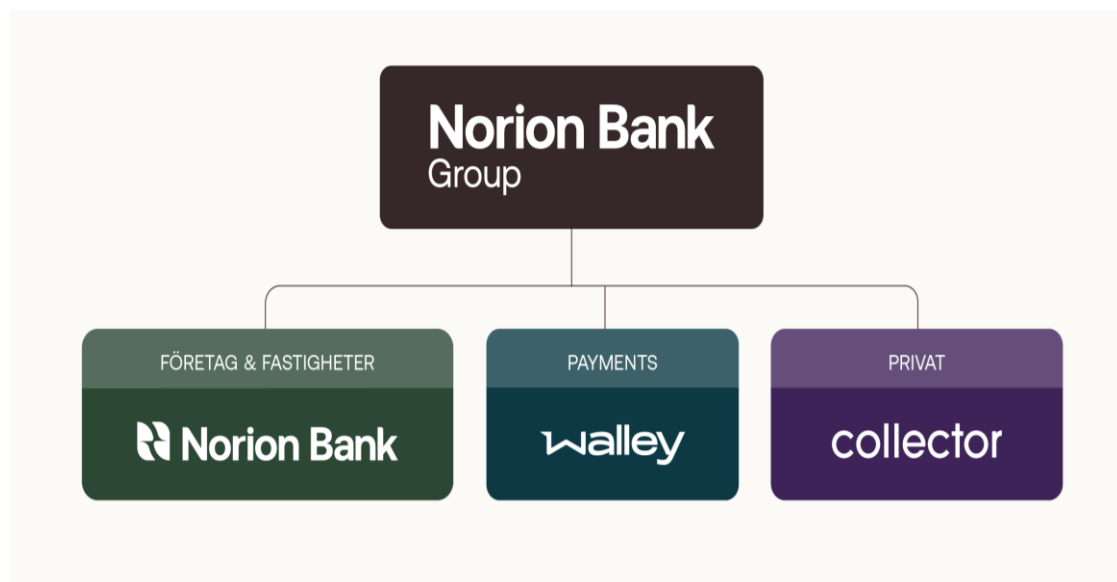 Norion Bank
Group
FÖRETAG & FASTIGHETER
Norion Bank
PAYMENTS
walley
PRIVAT
collector